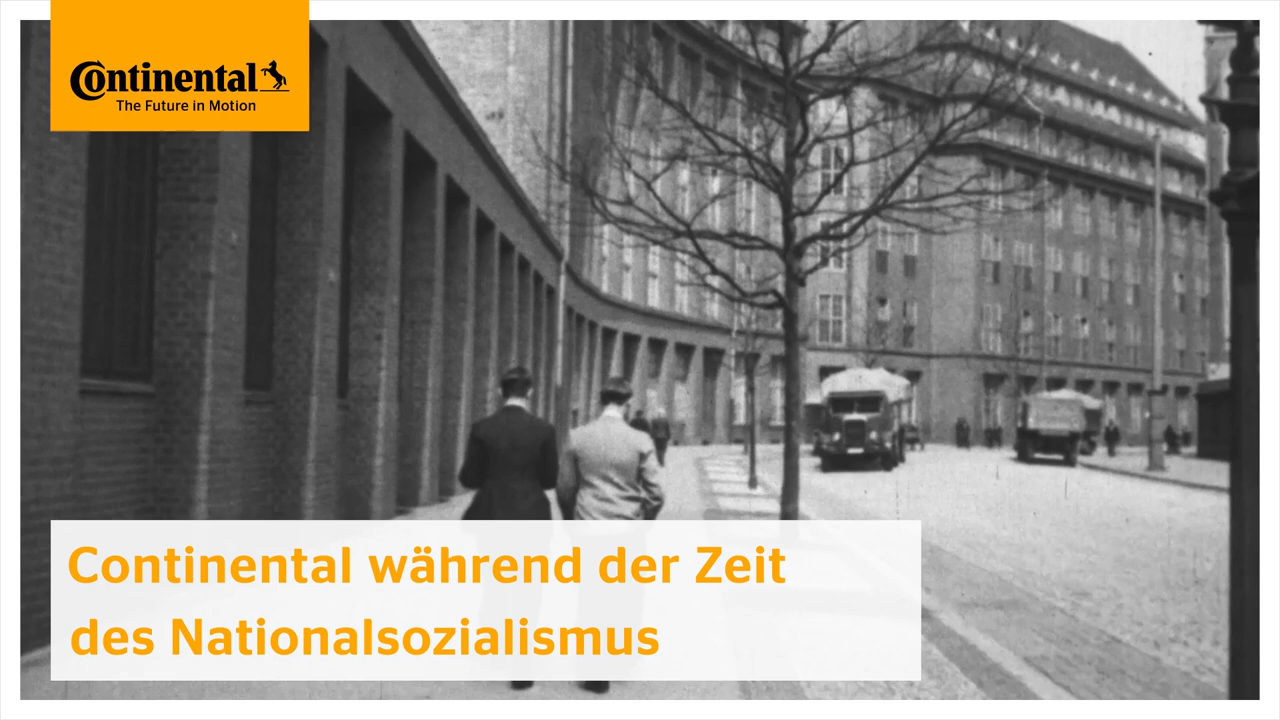 Continental
The Future in Motion
Continental während der Zeit
des Nationalsozialismus